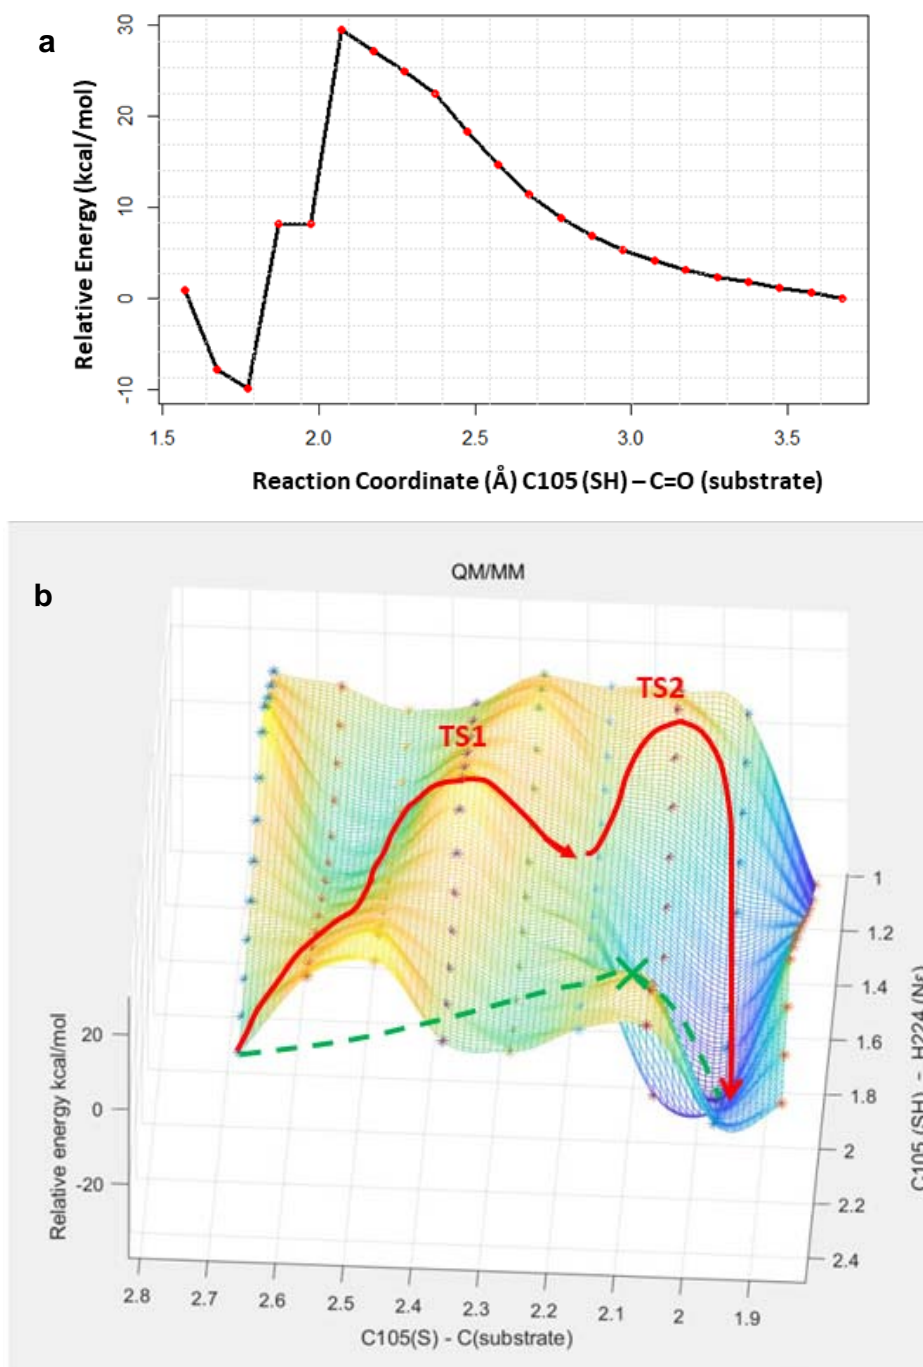 a
30
20
10
0
-10
Relative Energy (kcal/mol)
1.5 2.0 2.5 3.0 3.5
Reaction Coordinate (Å) C105 (SH) – C=O (substrate)
b
QM/MM
TS1
TS2
1
1.2
1.4
1.6
1.8
2
2.2
2.4
C105 (SH) - H224 (Nε)
20
0
-20
Relative energy kcal/mol
2.8 2.7 2.6 2.5 2.4 2.3 2.2 2.1 2 1.9
C105(S) - C(substrate)